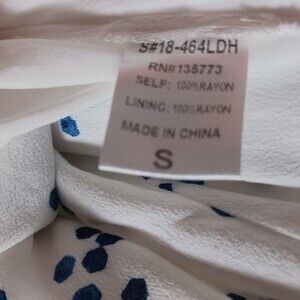 S#18-464LDH
RN#135773
SELF: 100%RAYON
LINING: 100%RAYON
MADE IN CHINA
S